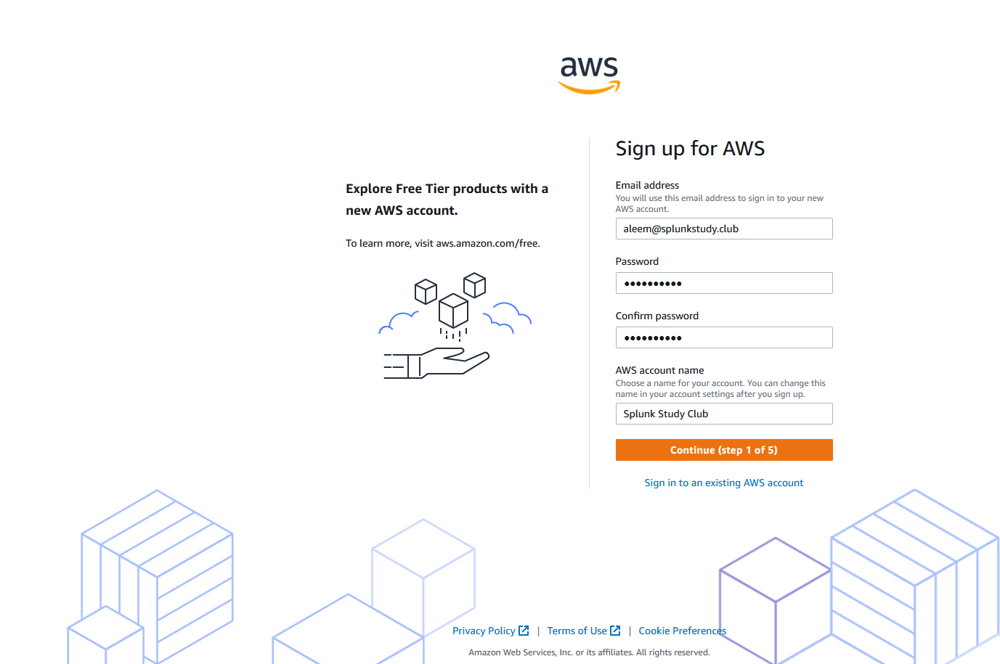 aws
Explore Free Tier products with a
new AWS account.
To learn more, visit aws.amazon.com/free.
Sign up for AWS
Email address
You will use this email address to sign in to your new
AWS account.
aleem@splunkstudy.club
Password
••••••••••
Confirm password
••••••••••
AWS account name
Choose a name for your account. You can change this
name in your account settings after you sign up.
Splunk Study Club
Continue (step 1 of 5)
Sign in to an existing AWS account
Privacy Policy | Terms of Use | Cookie Preferences
Amazon Web Services, Inc. or its affiliates. All rights reserved.